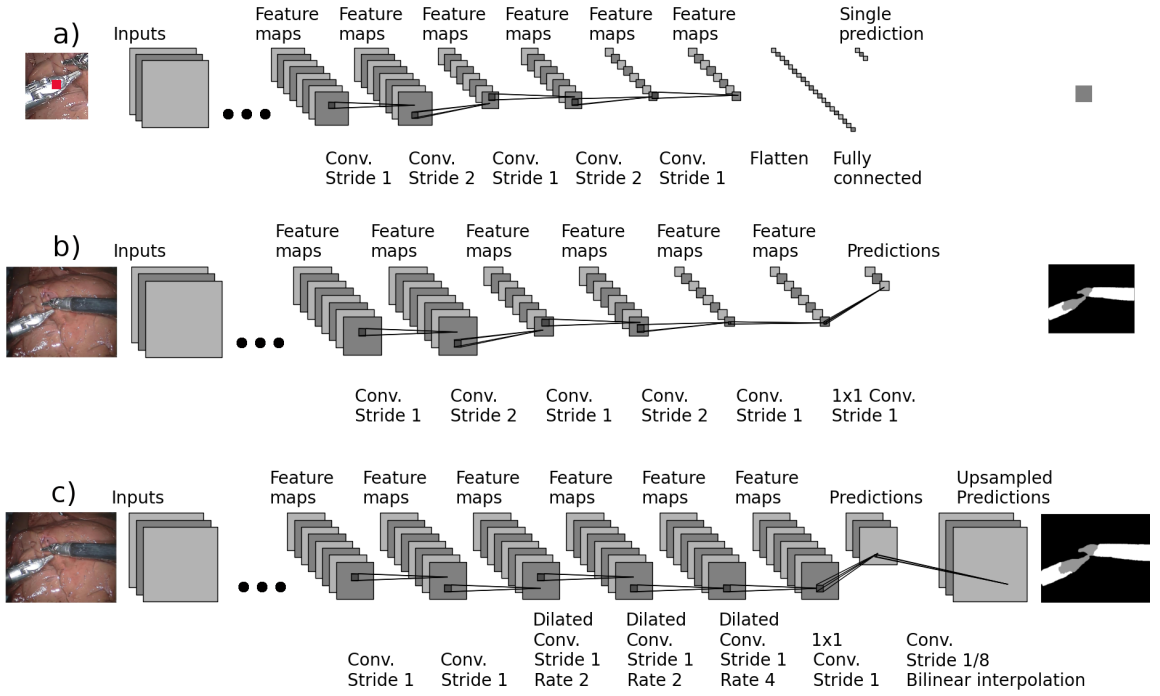 a)
Inputs
Feature maps
Feature maps
Feature maps
Feature maps
Feature maps
Feature maps
Single prediction
Conv.
Stride 1
Conv.
Stride 2
Conv.
Stride 1
Conv.
Stride 2
Conv.
Stride 1
Flatten
Fully
connected
b)
Inputs
Feature
maps
Feature
maps
Feature
maps
Feature
maps
Feature
maps
Feature
maps
Predictions
Conv.
Stride 1
Conv.
Stride 2
Conv.
Stride 1
Conv.
Stride 2
Conv.
Stride 1
1x1 Conv.
Stride 1
c)
Inputs
Feature
maps
Feature
maps
Feature
maps
Feature
maps
Feature
maps
Feature
maps
Predictions
Upsampled
Predictions
Conv.
Stride 1
Conv.
Stride 1
Dilated
Conv.
Stride 1
Rate 2
Dilated
Conv.
Stride 1
Rate 2
Dilated
Conv.
Stride 1
Rate 4
1x1
Conv.
Stride 1
Conv.
Stride 1/8
Bilinear interpolation